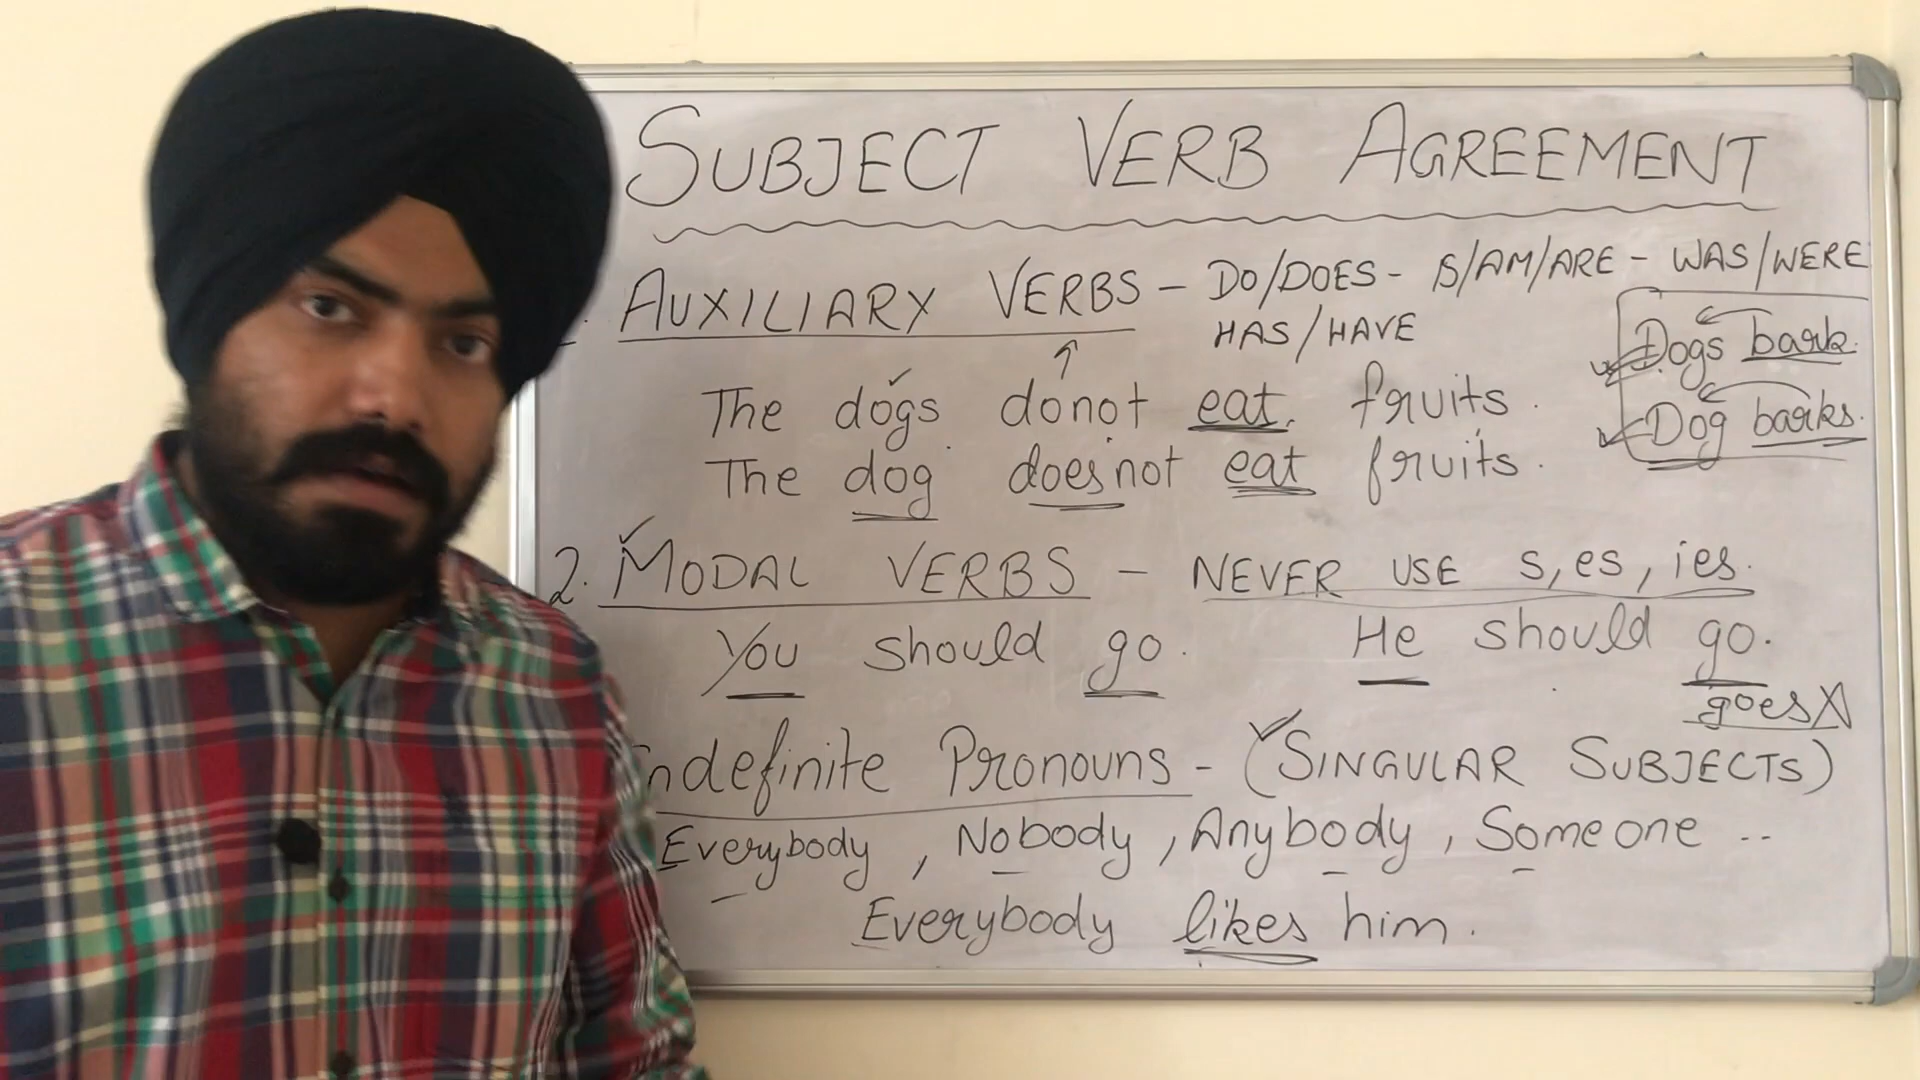 SUBJECT VERB AGREEMENT
AUXILIARY VERBS - DO/DOES - IS/AM/ARE - WAS/WERE
HAS/HAVE
Dogs bark.
Dog barks.
The dogs donot eat fruits.
The dog doesnot eat fruits.
2. MODAL VERBS - NEVER USE s, es, ies.
You should go. He should go.
goes X
ndefinite Pronouns - (SINGULAR SUBJECTS)
Everybody, Nobody, Anybody, Someone ..
Everybody likes him.